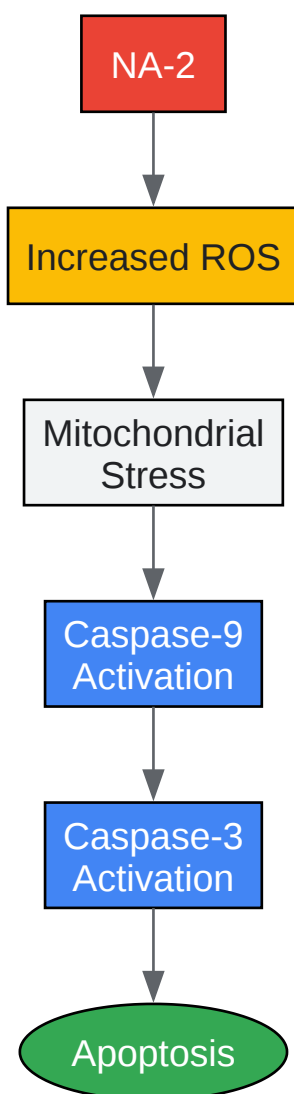 NA-2
Increased ROS
Mitochondrial
Stress
Caspase-9
Activation
Caspase-3
Activation
Apoptosis